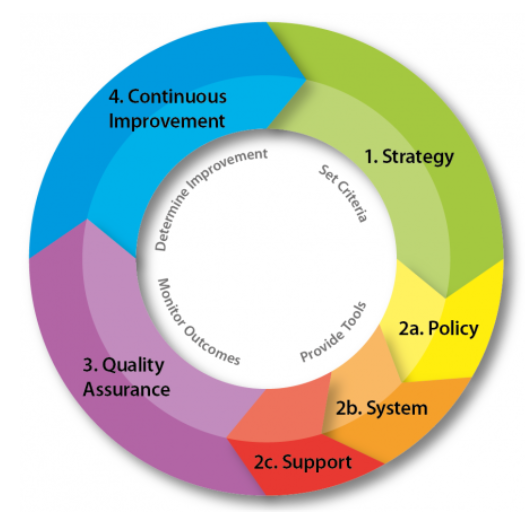 4. Continuous
Improvement
1. Strategy
Determine Improvement
Set Criteria
2a. Policy
Monitor Outcomes
Provide Tools
3. Quality
Assurance
2b. System
2c. Support